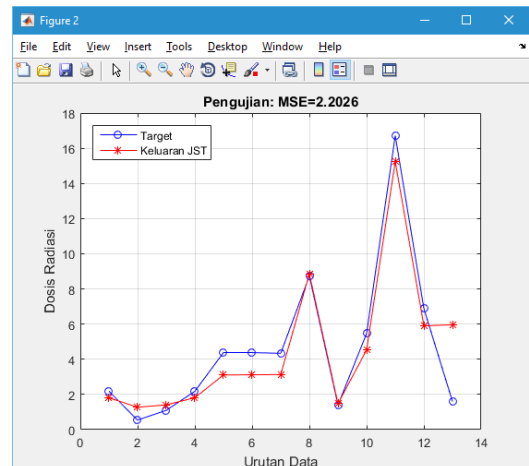 Figure 2
File Edit View Insert Tools Desktop Window Help
Pengujian: MSE=2.2026
Target
Keluaran JST
Dosis Radiasi
18
16
14
12
10
8
6
4
2
0
0 2 4 6 8 10 12 14
Urutan Data